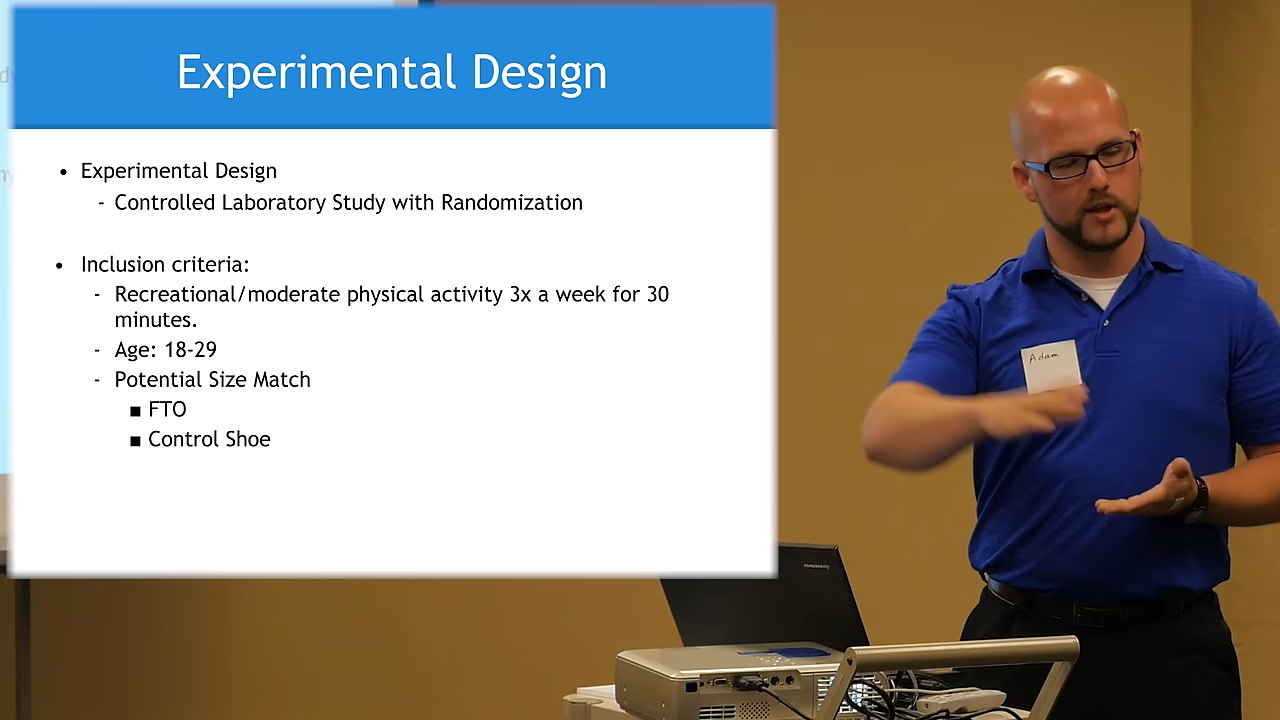 Experimental Design
• Experimental Design
- Controlled Laboratory Study with Randomization
• Inclusion criteria:
- Recreational/moderate physical activity 3x a week for 30
minutes.
- Age: 18-29
- Potential Size Match
■ FTO
■ Control Shoe
Adam